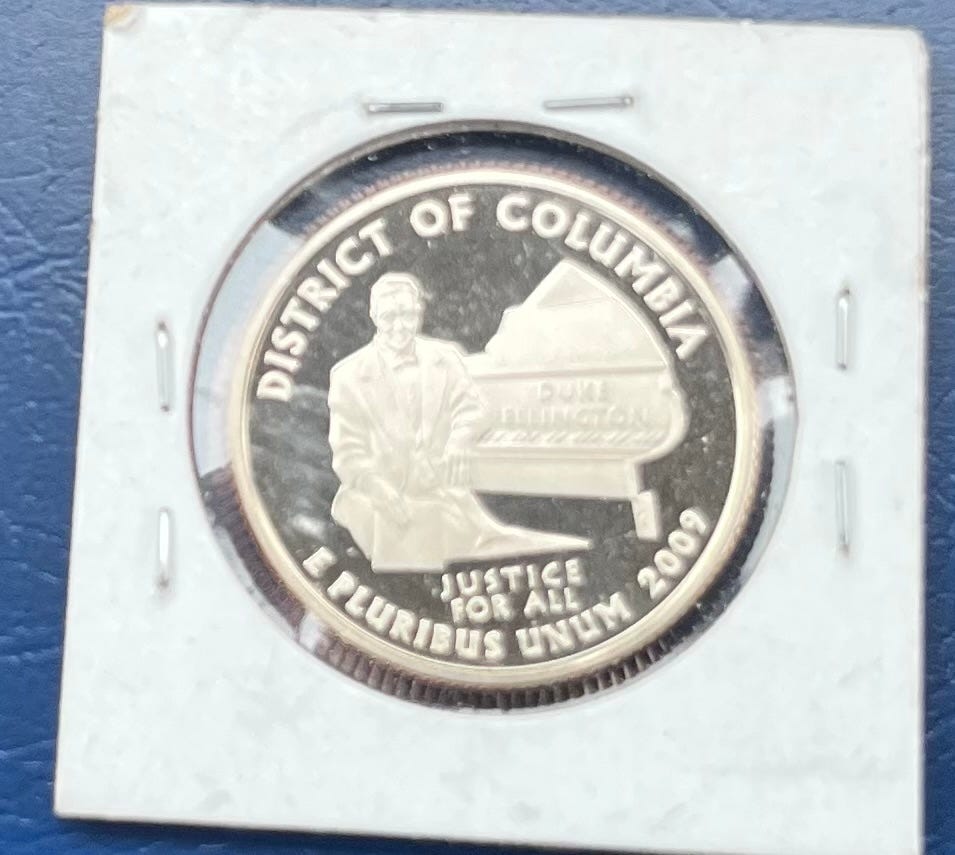 DISTRICT OF COLUMBIA
DUKE
ELLINGTON
JUSTICE
FOR ALL
E PLURIBUS UNUM 2009